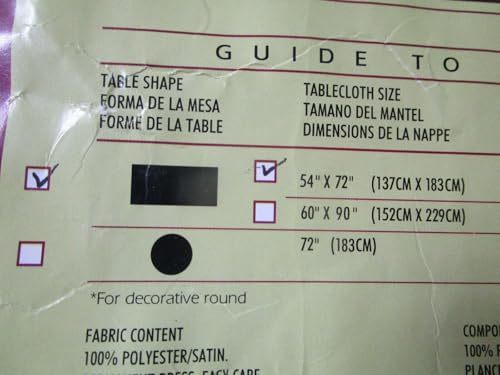 GUIDE TO
TABLE SHAPE
FORMA DE LA MESA
FORME DE LA TABLE
TABLECLOTH SIZE
TAMANO DEL MANTEL
DIMENSIONS DE LA NAPPE
54" X 72" (137CM X 183CM)
60" X 90" (152CM X 229CM)
72" (183CM)
*For decorative round
FABRIC CONTENT
100% POLYESTER/SATIN.
COMPO
100% P